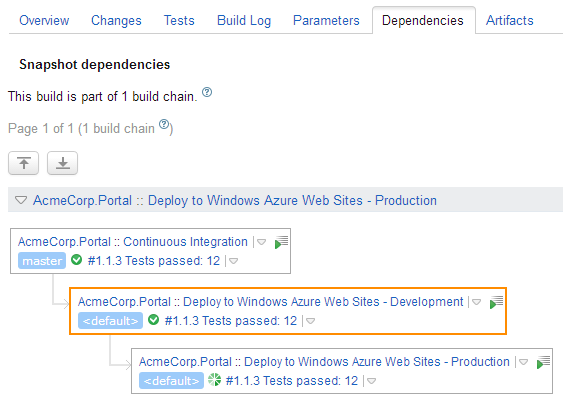 Overview Changes Tests Build Log Parameters Dependencies Artifacts
Snapshot dependencies
This build is part of 1 build chain. ?
Page 1 of 1 (1 build chain ?)
AcmeCorp.Portal :: Deploy to Windows Azure Web Sites - Production
AcmeCorp.Portal :: Continuous Integration
master #1.1.3 Tests passed: 12
AcmeCorp.Portal :: Deploy to Windows Azure Web Sites - Development
<default> #1.1.3 Tests passed: 12
AcmeCorp.Portal :: Deploy to Windows Azure Web Sites - Production
<default> #1.1.3 Tests passed: 12